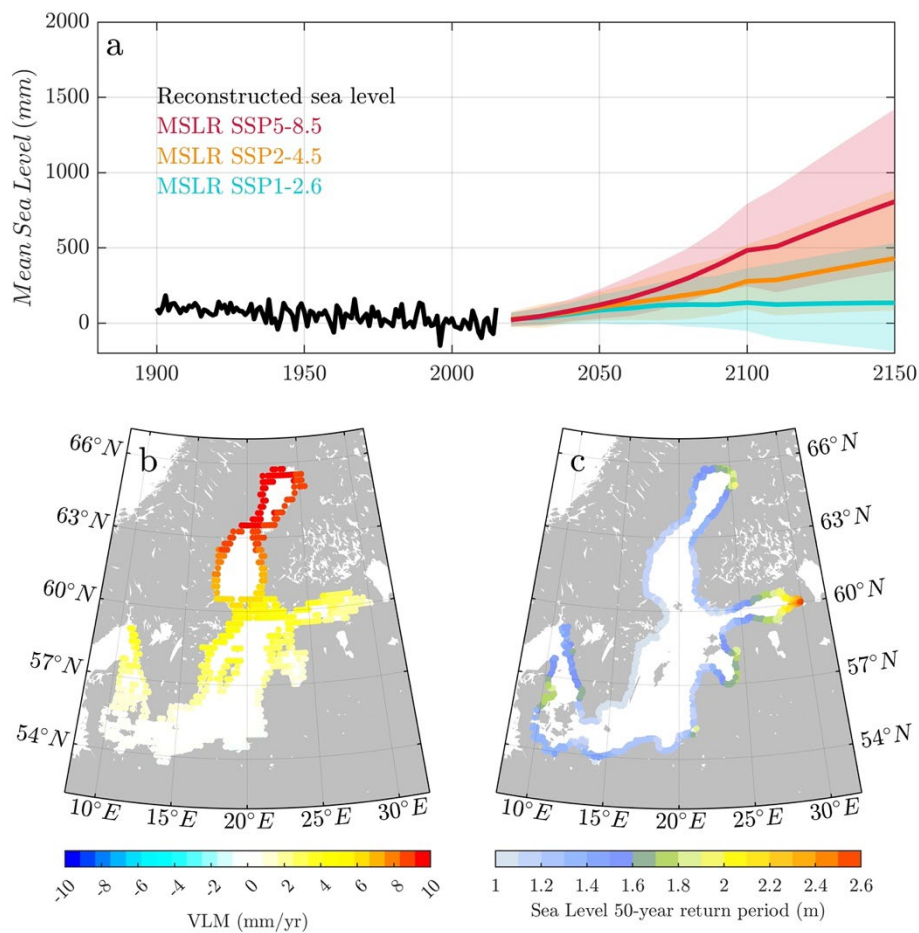 2000
a
1500
Reconstructed sea level
MSLR SSP5-8.5
MSLR SSP2-4.5
MSLR SSP1-2.6
1000
500
0
Mean Sea Level (mm)
1900 1950 2000 2050 2100 2150
b
66°N
63°N
60°N
57°N
54°N
10°E 15°E 20°E 25°E 30°E
-10 -8 -6 -4 -2 0 2 4 6 8 10
VLM (mm/yr)
c
66°N
63°N
60°N
57°N
54°N
10°E 15°E 20°E 25°E 30°E
1 1.2 1.4 1.6 1.8 2 2.2 2.4 2.6
Sea Level 50-year return period (m)